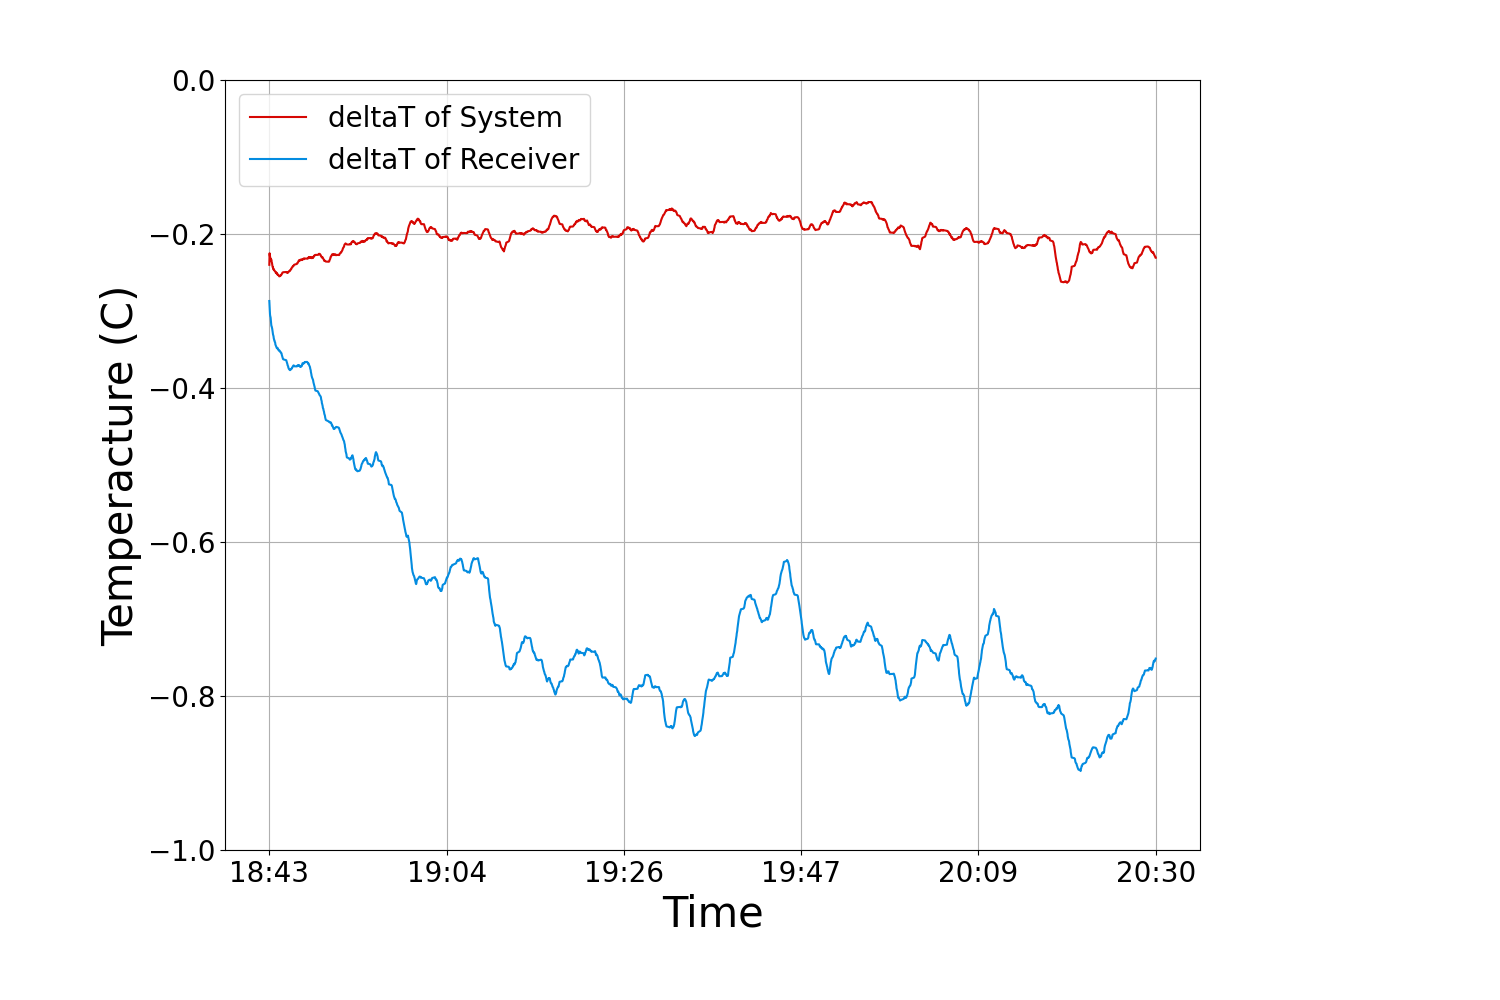 0.0
deltaT of System
deltaT of Receiver
−0.2
−0.4
−0.6
−0.8
−1.0
Temperacture (C)
18:43 19:04 19:26 19:47 20:09 20:30
Time